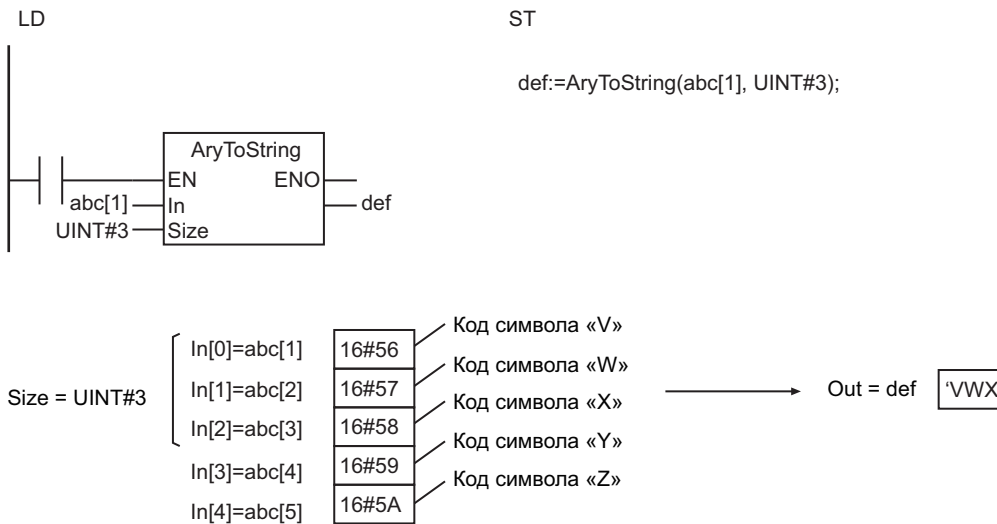 LD
ST
def:=AryToString(abc[1], UINT#3);
AryToString
EN ENO
abc[1] In def
UINT#3 Size
Size = UINT#3
In[0]=abc[1] 16#56 Код символа «V»
In[1]=abc[2] 16#57 Код символа «W»
In[2]=abc[3] 16#58 Код символа «X»
In[3]=abc[4] 16#59 Код символа «Y»
In[4]=abc[5] 16#5A Код символа «Z»
Out = def 'VWX